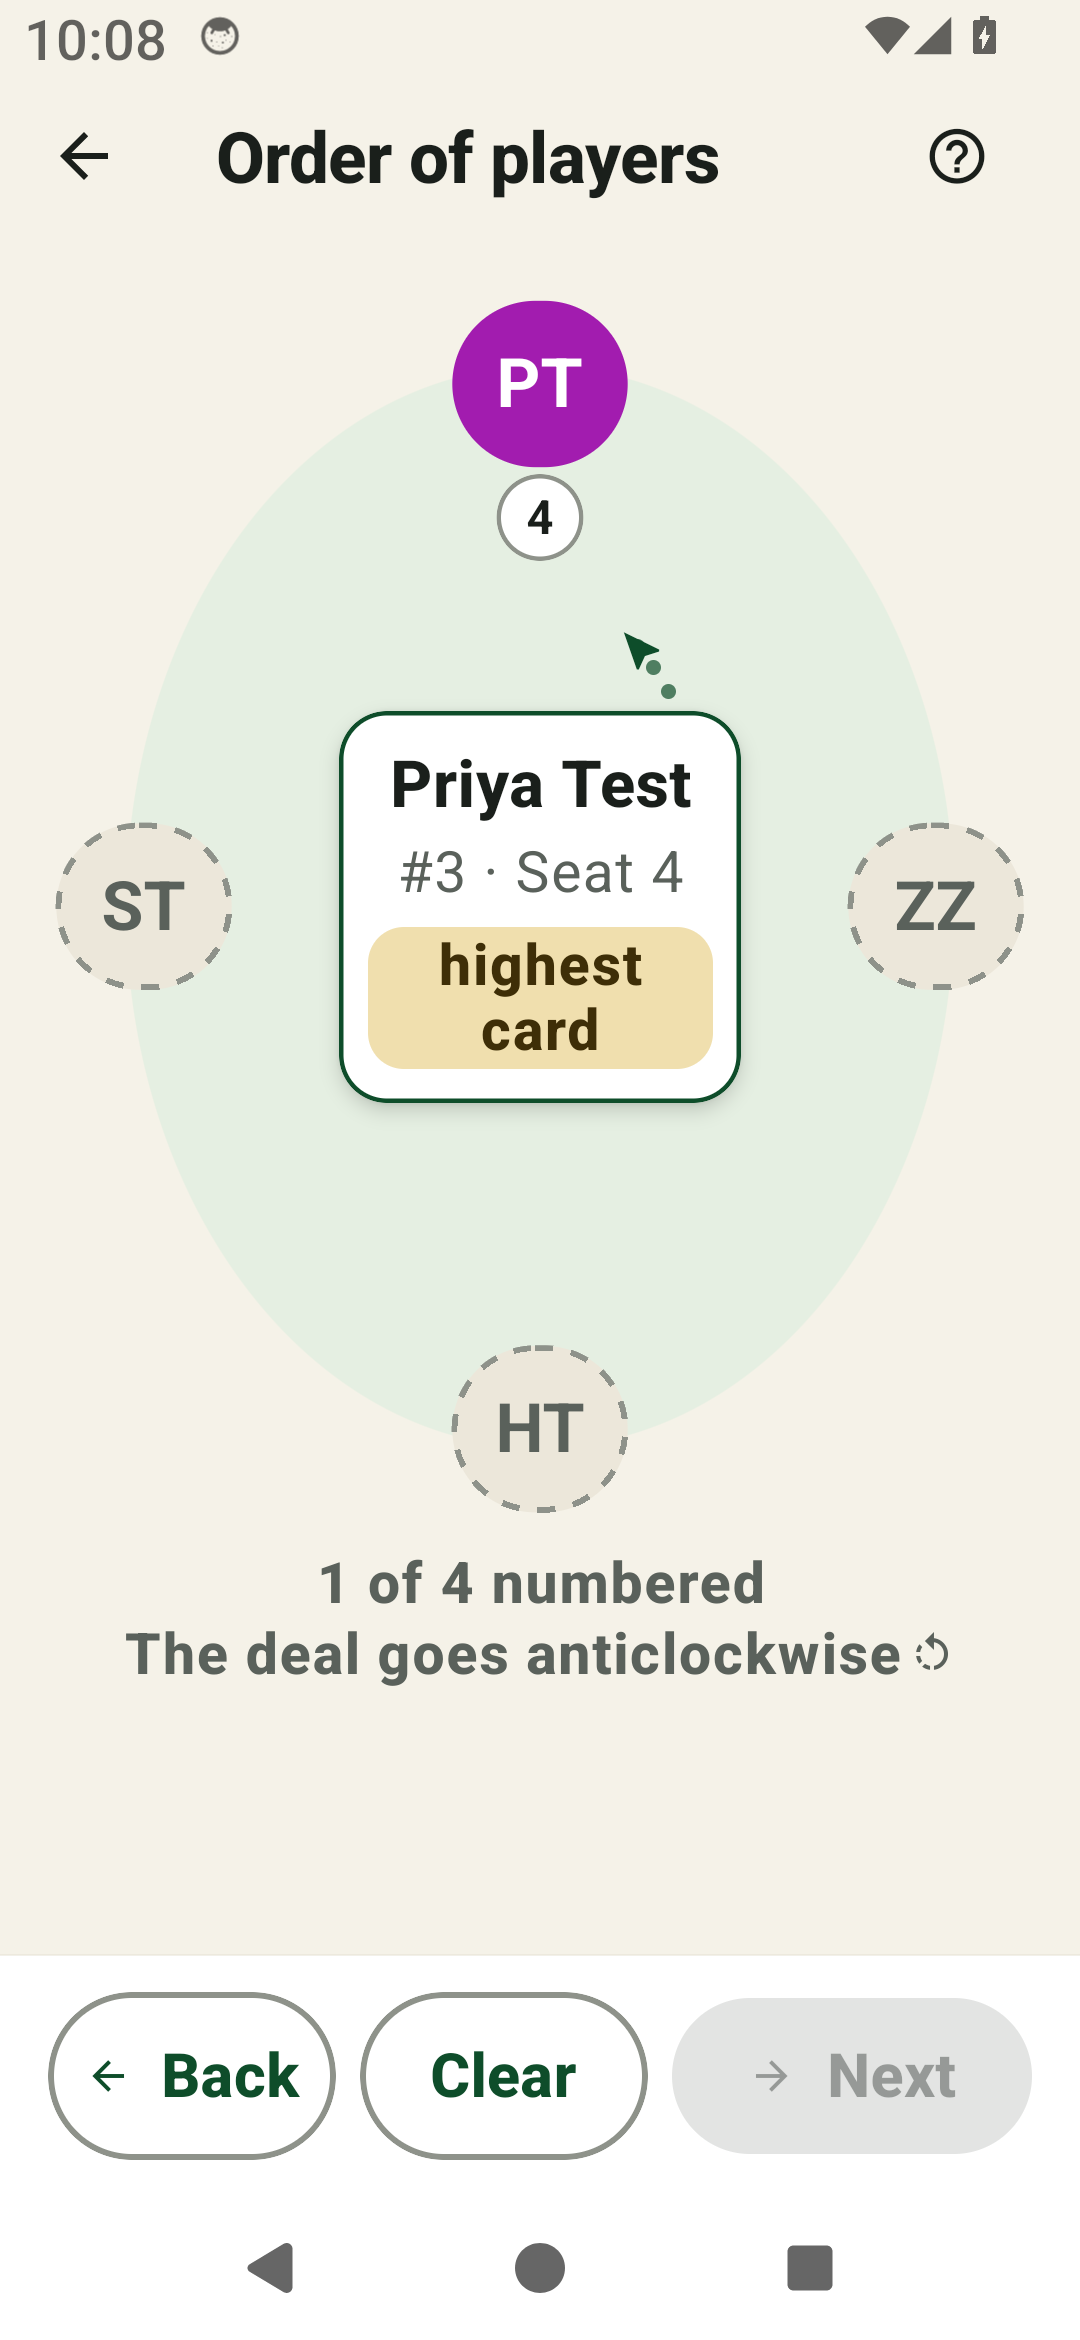 10:08
Order of players
PT
4
Priya Test
#3 · Seat 4
highest
card
ST
ZZ
HT
1 of 4 numbered
The deal goes anticlockwise
Back
Clear
Next